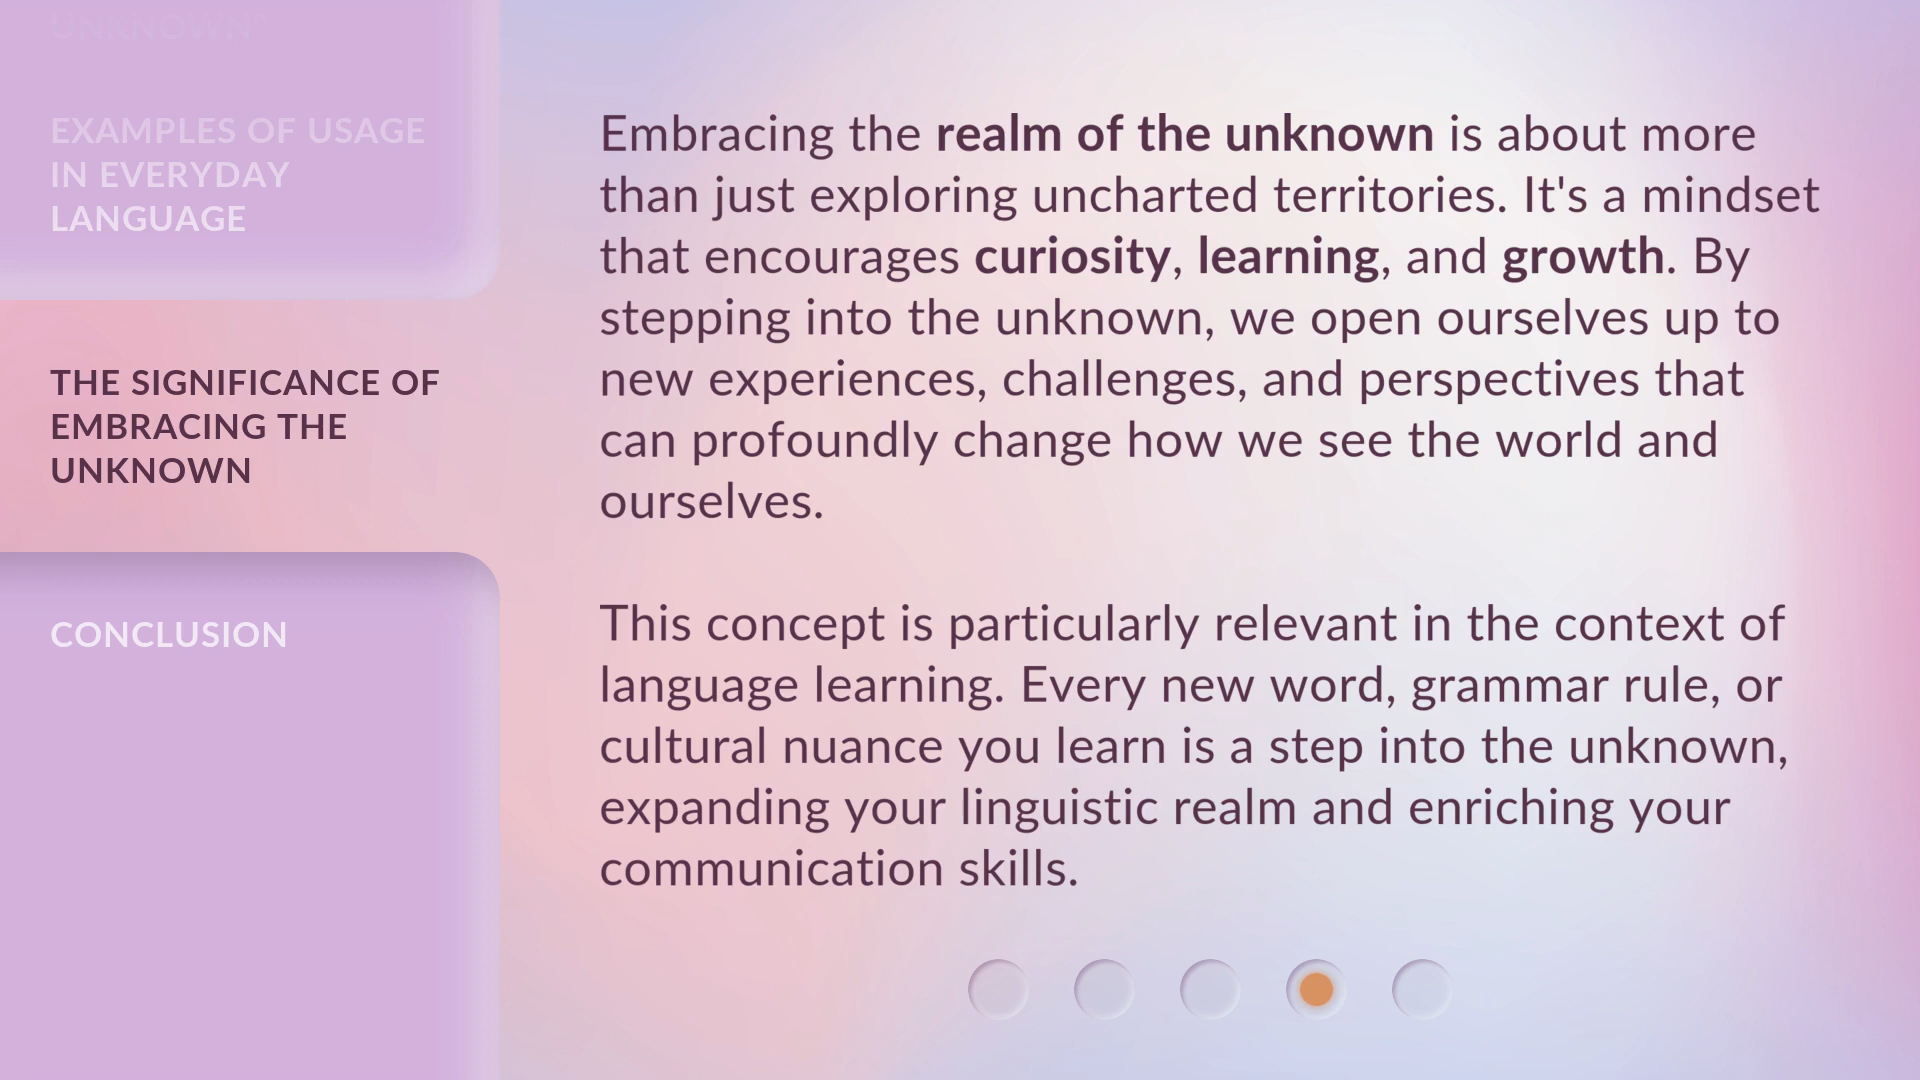 UNKNOWN"
EXAMPLES OF USAGE
IN EVERYDAY
LANGUAGE
THE SIGNIFICANCE OF
EMBRACING THE
UNKNOWN
CONCLUSION
Embracing the realm of the unknown is about more
than just exploring uncharted territories. It's a mindset
that encourages curiosity, learning, and growth. By
stepping into the unknown, we open ourselves up to
new experiences, challenges, and perspectives that
can profoundly change how we see the world and
ourselves.
This concept is particularly relevant in the context of
language learning. Every new word, grammar rule, or
cultural nuance you learn is a step into the unknown,
expanding your linguistic realm and enriching your
communication skills.